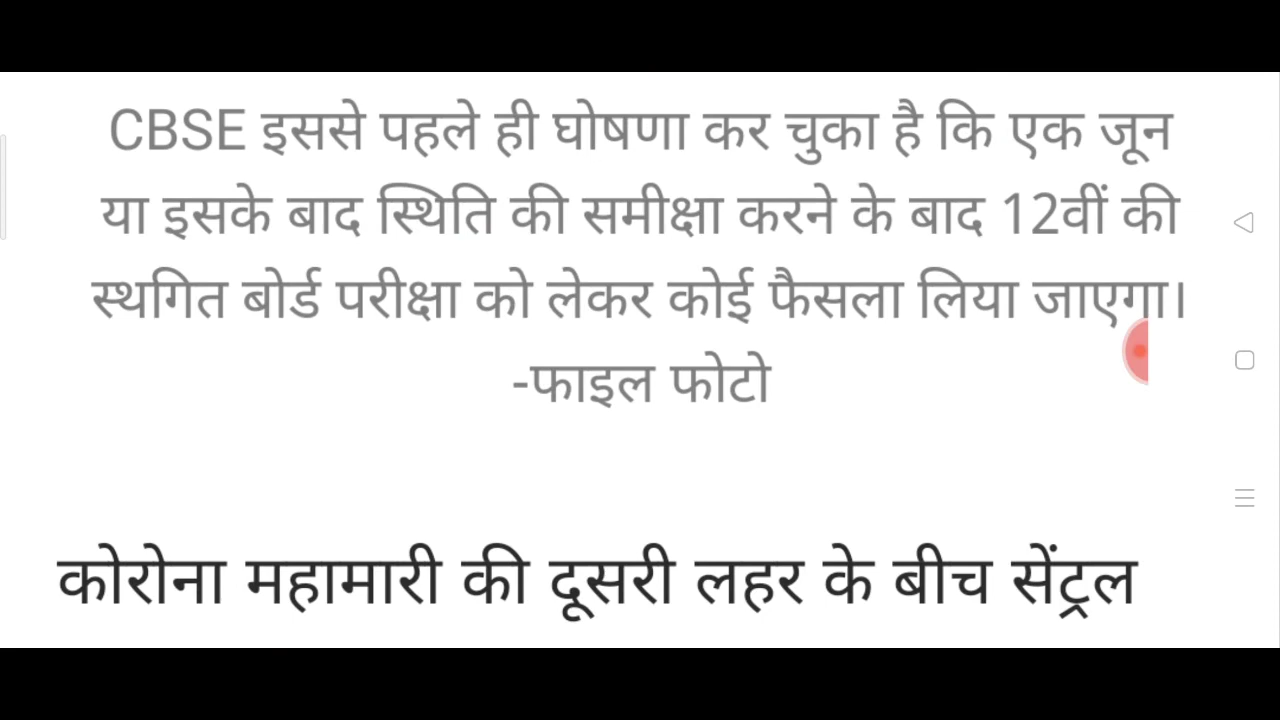 CBSE इससे पहले ही घोषणा कर चुका है कि एक जून
या इसके बाद स्थिति की समीक्षा करने के बाद 12वीं की
स्थगित बोर्ड परीक्षा को लेकर कोई फैसला लिया जाएगा।
-फाइल फोटो
कोरोना महामारी की दूसरी लहर के बीच सेंट्रल